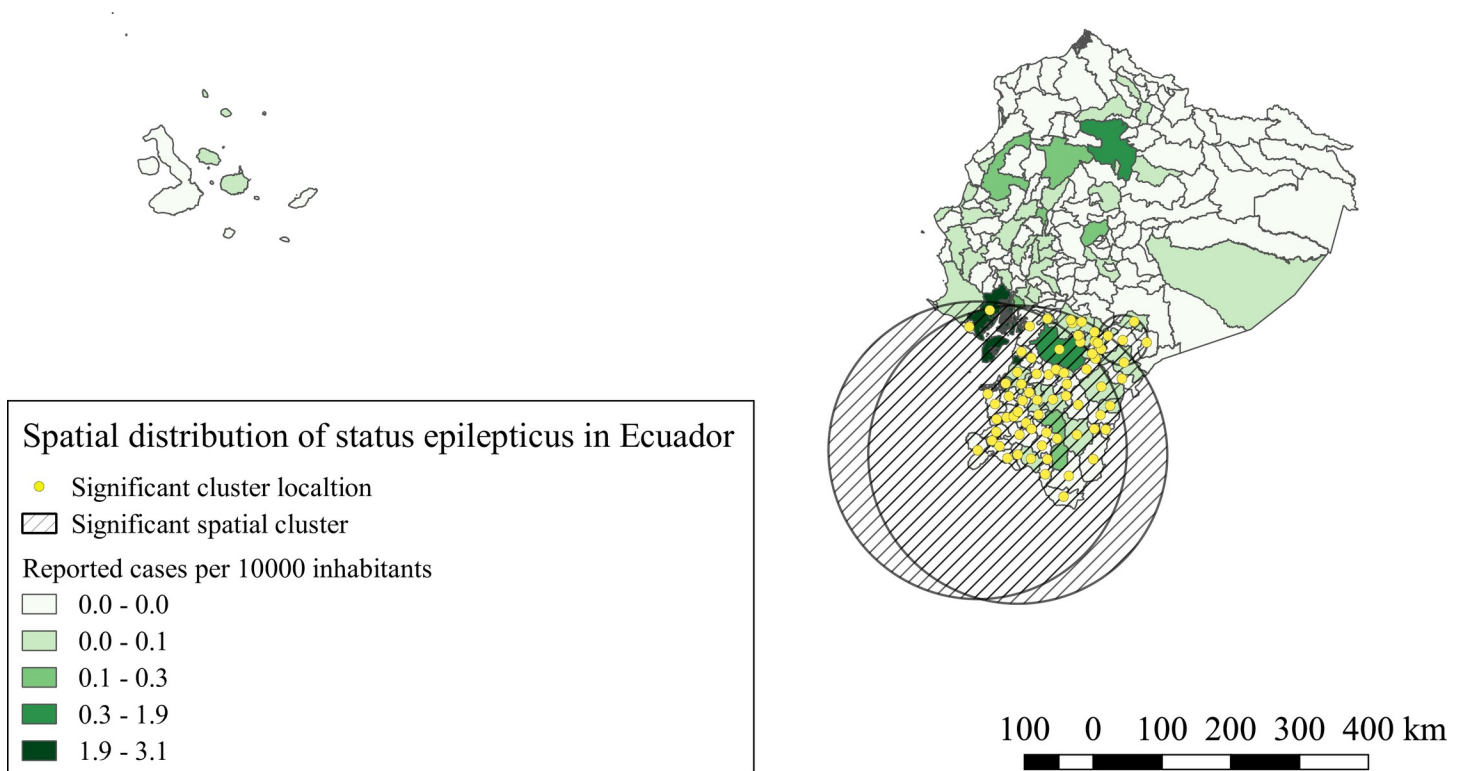 Spatial distribution of status epilepticus in Ecuador
Significant cluster localtion
Significant spatial cluster
Reported cases per 10000 inhabitants
0.0 - 0.0
0.0 - 0.1
0.1 - 0.3
0.3 - 1.9
1.9 - 3.1
100 0 100 200 300 400 km